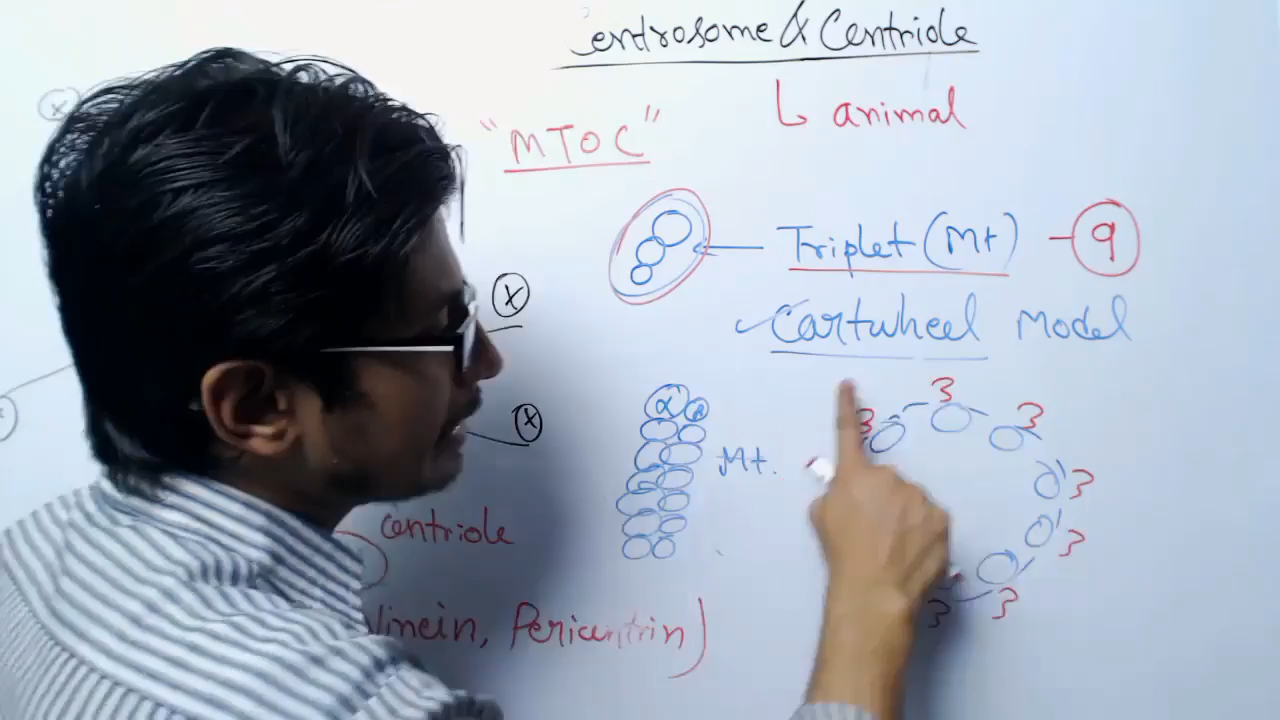 entrosome & Centriole
↳ animal
"MTOC"
Triplet (Mt) - 9
✓ Cartwheel Model
3 3 3
α
Mt. 3
3
centriole
3 3
Pericentrin)